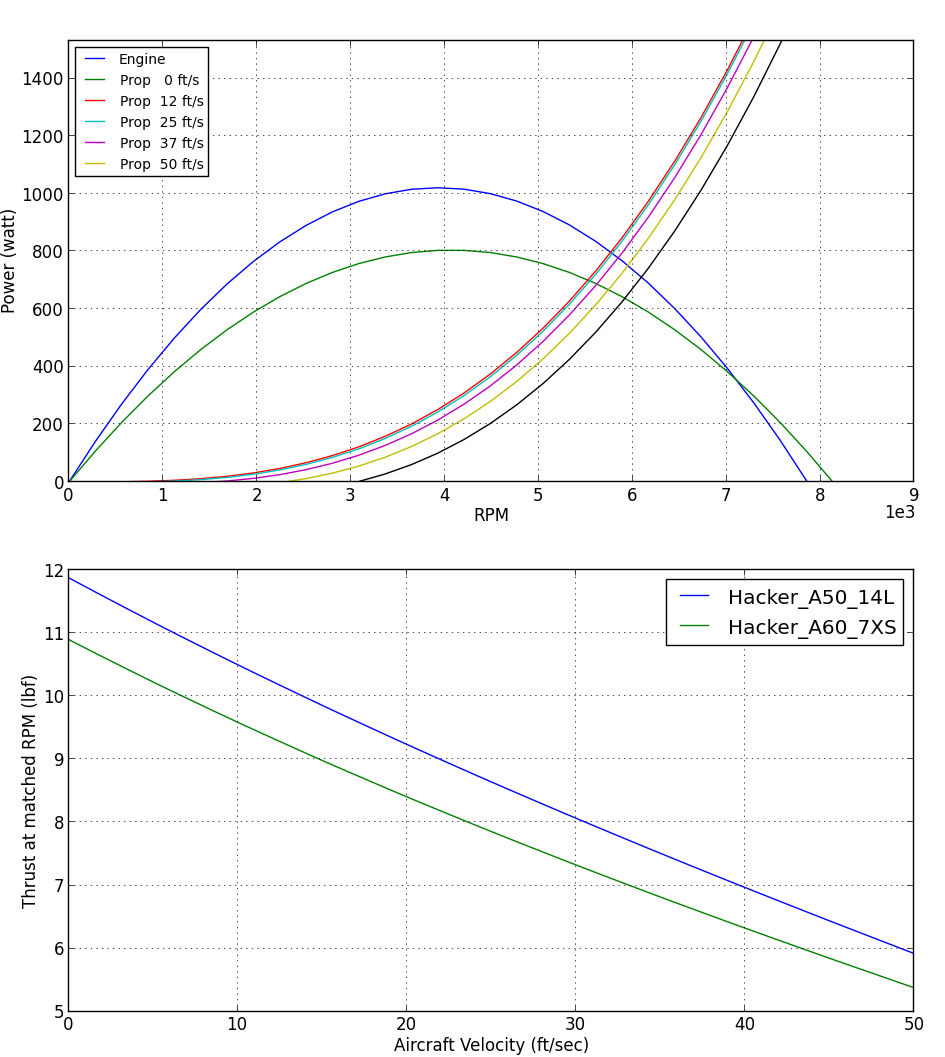 1400
1200
1000
800
600
400
200
0
Power (watt)
Engine
Prop   0 ft/s
Prop  12 ft/s
Prop  25 ft/s
Prop  37 ft/s
Prop  50 ft/s
0 1 2 3 4 5 6 7 8 9
1e3
RPM
12
11
10
9
8
7
6
5
Thrust at matched RPM (lbf)
Hacker_A50_14L
Hacker_A60_7XS
0 10 20 30 40 50
Aircraft Velocity (ft/sec)